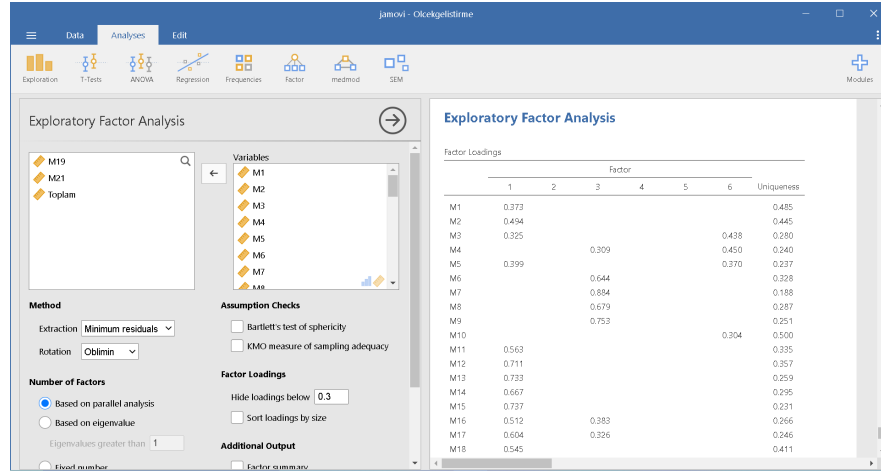 jamovi - Olcekgelistirme
Data Analyses Edit
Exploration T-Tests ANOVA Regression Frequencies Factor medmod SEM Modules
Exploratory Factor Analysis
M19
M21
Toplam
Variables
M1
M2
M3
M4
M5
M6
M7
M8
Method
Extraction Minimum residuals
Rotation Oblimin
Number of Factors
Based on parallel analysis
Based on eigenvalue
Eigenvalues greater than 1
Fixed number
Assumption Checks
Bartlett's test of sphericity
KMO measure of sampling adequacy
Factor Loadings
Hide loadings below 0.3
Sort loadings by size
Additional Output
Factor summary
Exploratory Factor Analysis
Factor Loadings
Factor
1 2 3 4 5 6 Uniqueness
M1 0.373 0.485
M2 0.494 0.445
M3 0.325 0.438 0.280
M4 0.309 0.450 0.240
M5 0.399 0.370 0.237
M6 0.644 0.328
M7 0.884 0.188
M8 0.679 0.287
M9 0.753 0.251
M10 0.304 0.500
M11 0.563 0.335
M12 0.711 0.357
M13 0.733 0.259
M14 0.667 0.295
M15 0.737 0.231
M16 0.512 0.383 0.266
M17 0.604 0.326 0.246
M18 0.545 0.411